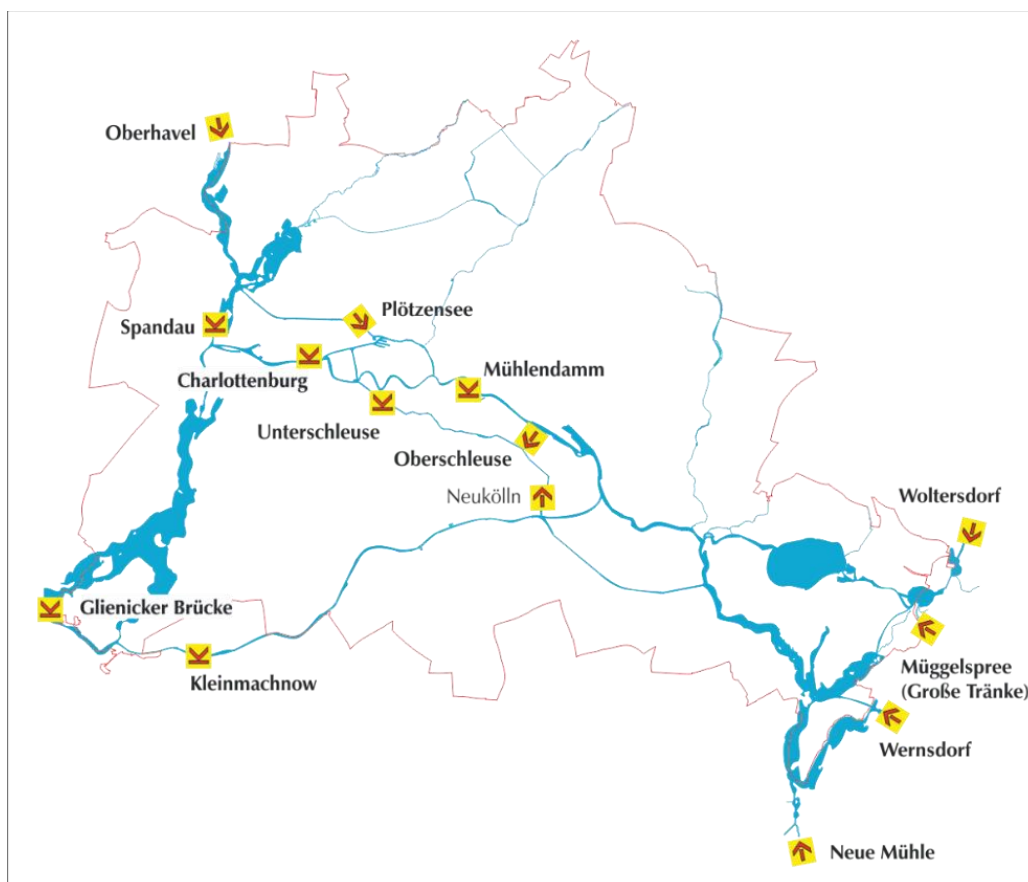 Oberhavel
Plötzensee
Spandau
Charlottenburg
Mühlendamm
Unterschleuse
Oberschleuse
Neukölln
Woltersdorf
Glienicker Brücke
Müggelspree
(Große Tränke)
Kleinmachnow
Wernsdorf
Neue Mühle